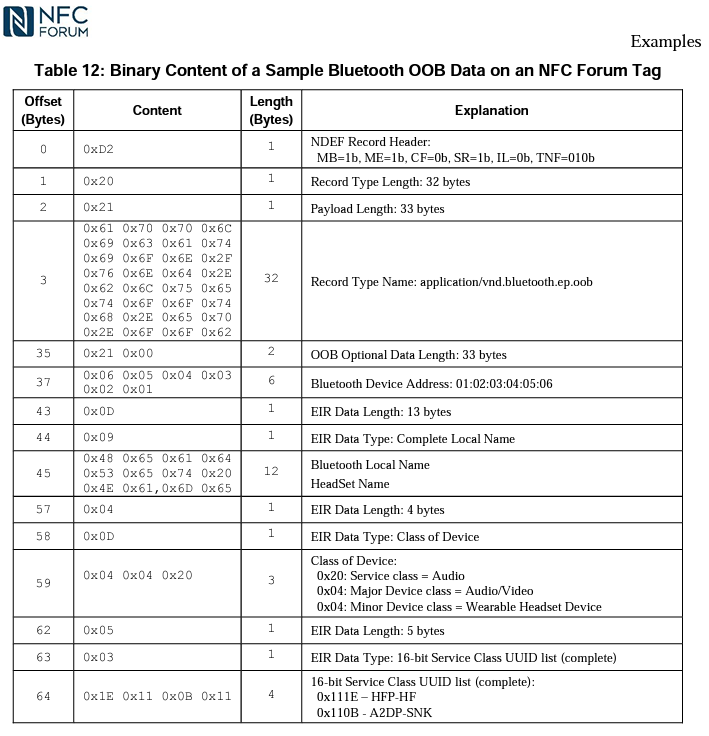 NFC
FORUM
Examples
Table 12: Binary Content of a Sample Bluetooth OOB Data on an NFC Forum Tag
Offset (Bytes) Content Length (Bytes) Explanation
0 0xD2 1 NDEF Record Header:
MB=1b, ME=1b, CF=0b, SR=1b, IL=0b, TNF=010b
1 0x20 1 Record Type Length: 32 bytes
2 0x21 1 Payload Length: 33 bytes
3 0x61 0x70 0x70 0x6C
0x69 0x63 0x61 0x74
0x69 0x6F 0x6E 0x2F
0x76 0x6E 0x64 0x2E
0x62 0x6C 0x75 0x65
0x74 0x6F 0x6F 0x74
0x68 0x2E 0x65 0x70
0x2E 0x6F 0x6F 0x62
32 Record Type Name: application/vnd.bluetooth.ep.oob
35 0x21 0x00 2 OOB Optional Data Length: 33 bytes
37 0x06 0x05 0x04 0x03
0x02 0x01
6 Bluetooth Device Address: 01:02:03:04:05:06
43 0x0D 1 EIR Data Length: 13 bytes
44 0x09 1 EIR Data Type: Complete Local Name
45 0x48 0x65 0x61 0x64
0x53 0x65 0x74 0x20
0x4E 0x61,0x6D 0x65
12 Bluetooth Local Name
HeadSet Name
57 0x04 1 EIR Data Length: 4 bytes
58 0x0D 1 EIR Data Type: Class of Device
59 0x04 0x04 0x20 3 Class of Device:
0x20: Service class = Audio
0x04: Major Device class = Audio/Video
0x04: Minor Device class = Wearable Headset Device
62 0x05 1 EIR Data Length: 5 bytes
63 0x03 1 EIR Data Type: 16-bit Service Class UUID list (complete)
64 0x1E 0x11 0x0B 0x11 4 16-bit Service Class UUID list (complete):
0x111E – HFP-HF
0x110B - A2DP-SNK